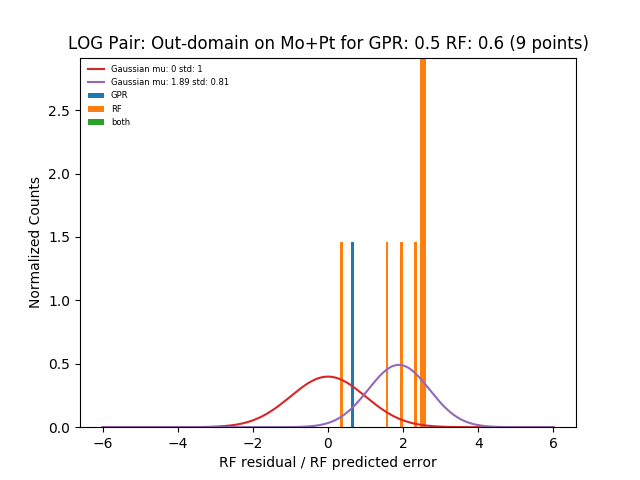 LOG Pair: Out-domain on Mo+Pt for GPR: 0.5 RF: 0.6 (9 points)
Gaussian mu: 0 std: 1
Gaussian mu: 1.89 std: 0.81
GPR
RF
both
Normalized Counts
2.5
2.0
1.5
1.0
0.5
0.0
−6
−4
−2
0
2
4
6
RF residual / RF predicted error